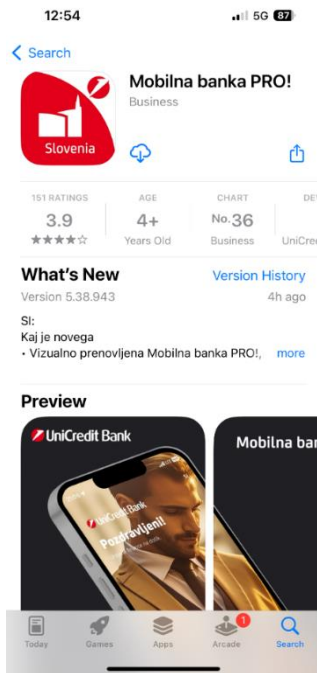 12:54
5G 87
Search
Mobilna banka PRO!
Business
Slovenia
151 RATINGS
AGE
CHART
DE
3.9
4+
No.36
Years Old
Business
UniCre
What's New
Version History
Version 5.38.943
4h ago
SI:
Kaj je novega
• Vizualno prenovljena Mobilna banka PRO!,
more
Preview
UniCredit Bank
Mobilna ban
UniCredit Bank
Pozdravljeni!
Today
Games
Apps
Arcade
1
Search